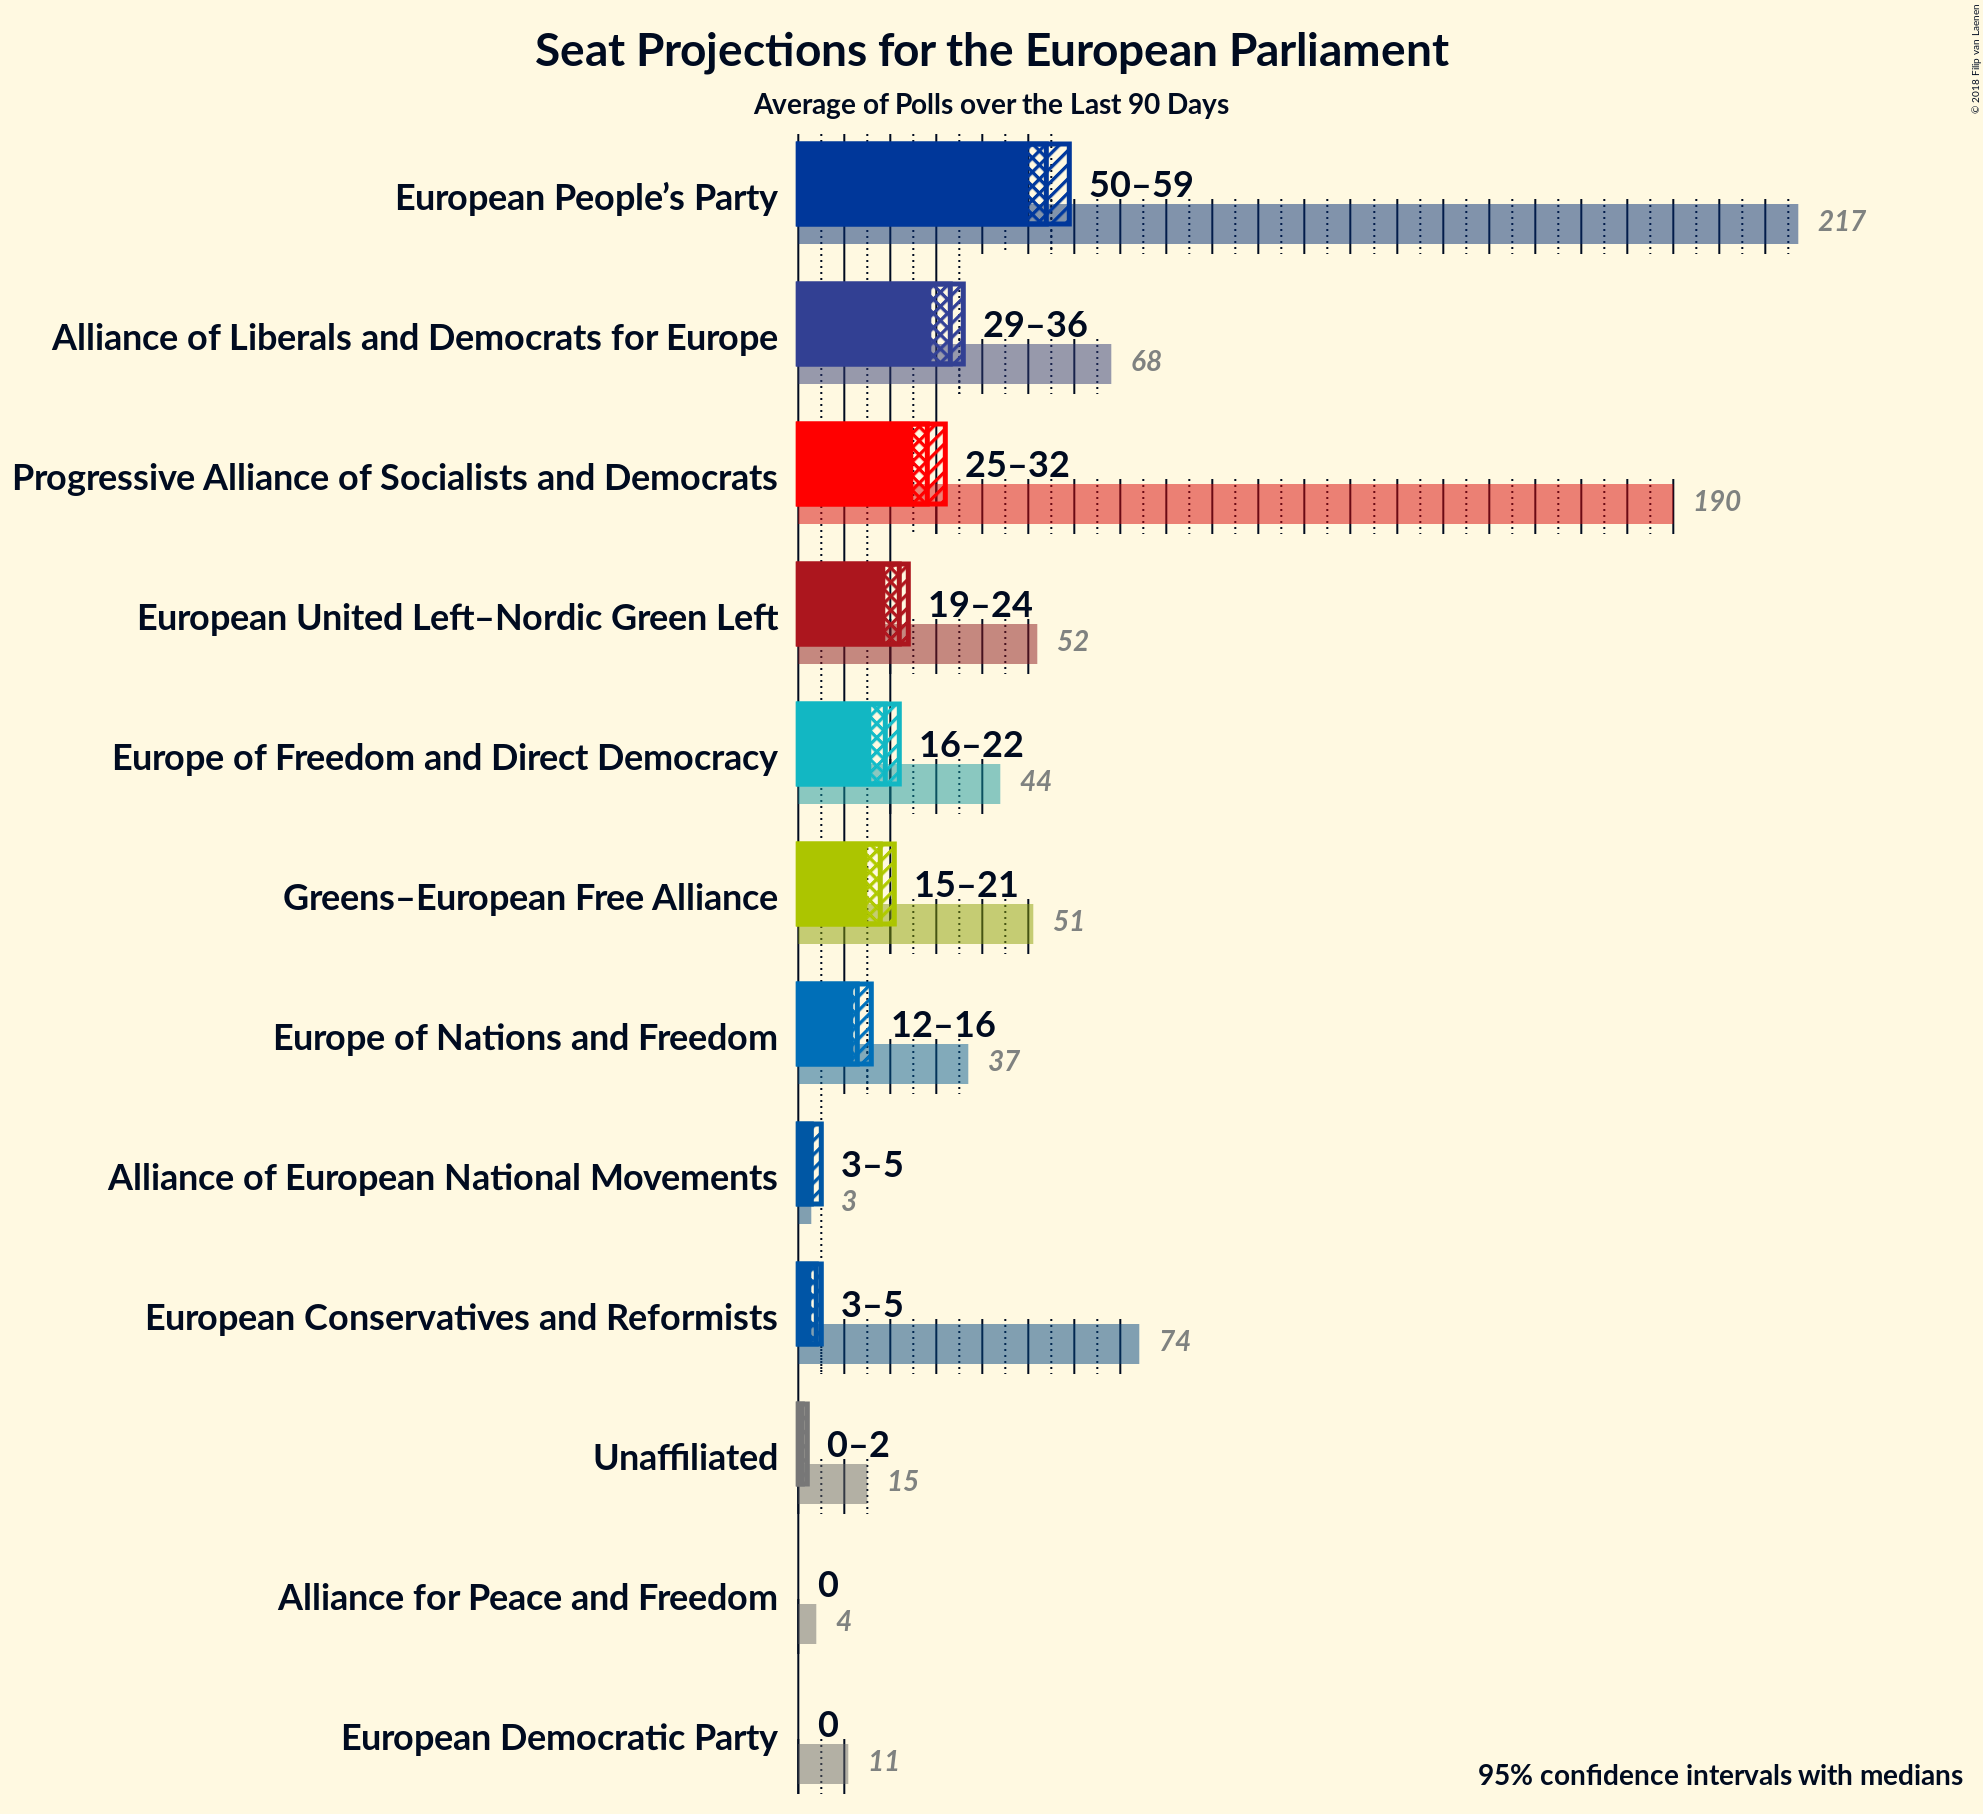 Seat Projections for the European Parliament
Average of Polls over the Last 90 Days
© 2018 Filip van Laenen
European People’s Party
50–59
217
Alliance of Liberals and Democrats for Europe
29–36
68
Progressive Alliance of Socialists and Democrats
25–32
190
European United Left–Nordic Green Left
19–24
52
Europe of Freedom and Direct Democracy
16–22
44
Greens–European Free Alliance
15–21
51
Europe of Nations and Freedom
12–16
37
Alliance of European National Movements
3–5
3
European Conservatives and Reformists
3–5
74
Unaffiliated
0–2
15
Alliance for Peace and Freedom
0
4
European Democratic Party
0
11
95% confidence intervals with medians